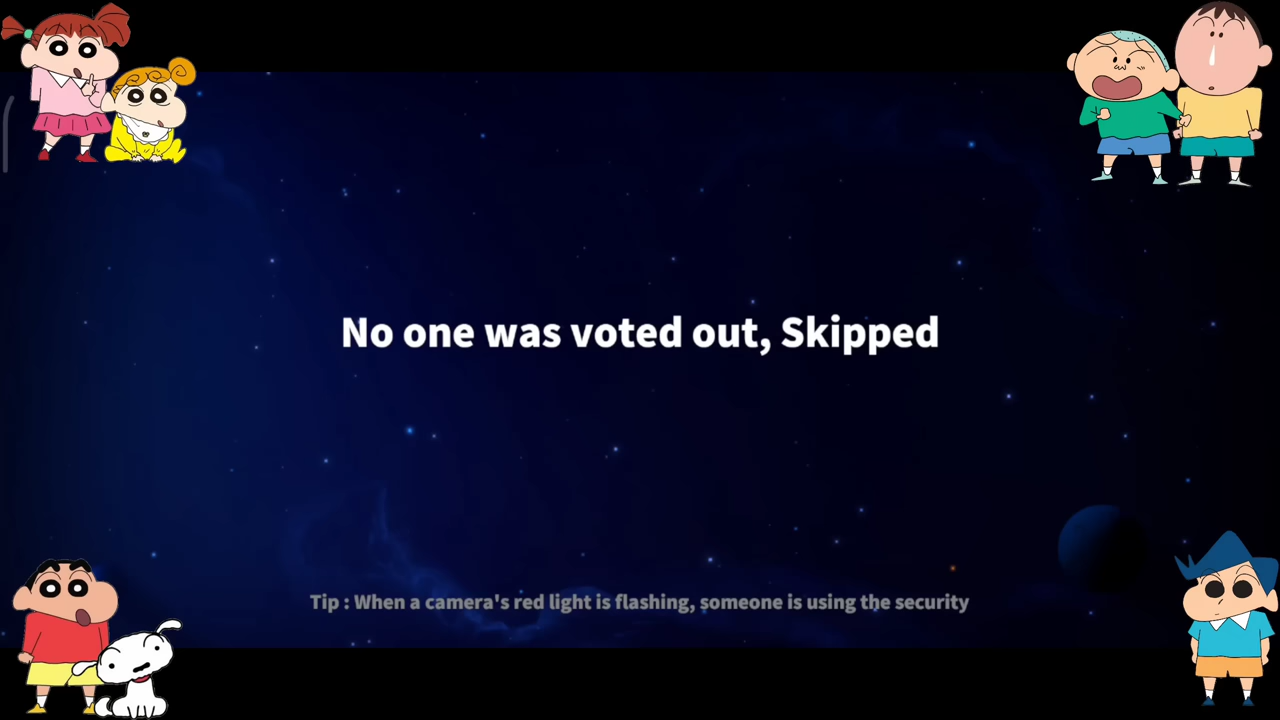 No one was voted out, Skipped
Tip : When a camera's red light is flashing, someone is using the security